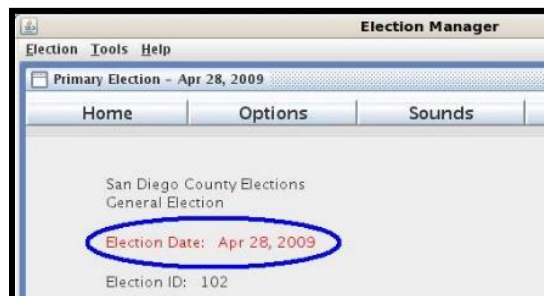 Election Manager
Election Tools Help
Primary Election - Apr 28, 2009
Home Options Sounds
San Diego County Elections
General Election
Election Date: Apr 28, 2009
Election ID: 102